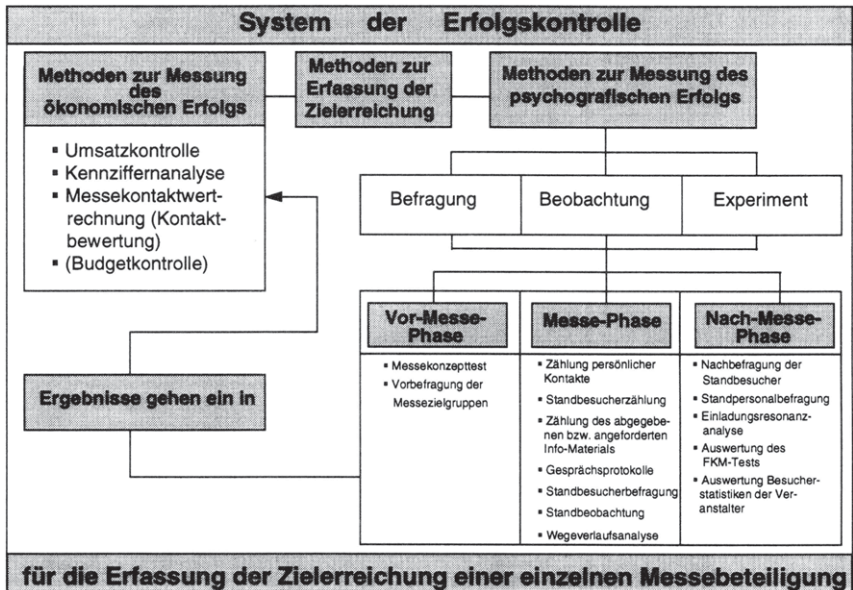 System der Erfolgskontrolle
Methoden zur Messung
des
ökonomischen Erfolgs
▪ Umsatzkontrolle
▪ Kennziffernanalyse
▪ Messekontaktwert-
rechnung (Kontakt-
bewertung)
▪ (Budgetkontrolle)
Methoden zur
Erfassung der
Zielerreichung
Methoden zur Messung des
psychografischen Erfolgs
Befragung
Beobachtung
Experiment
Vor-Messe-
Phase
▪ Messekonzepttest
▪ Vorbefragung der
Messezielgruppen
Messe-Phase
▪ Zählung persönlicher
Kontakte
▪ Standbesucherzählung
▪ Zählung des abgegebe-
nen bzw. angeforderten
Info-Materials
▪ Gesprächsprotokolle
▪ Standbesucherbefragung
▪ Standbeobachtung
▪ Wegeverlaufsanalyse
Nach-Messe-
Phase
▪ Nachbefragung der
Standbesucher
▪ Standpersonalbefragung
▪ Einladungsresonanz-
analyse
▪ Auswertung des
FKM-Tests
▪ Auswertung Besucher-
statistiken der Ver-
anstalter
Ergebnisse gehen ein in
für die Erfassung der Zielerreichung einer einzelnen Messebeteiligung